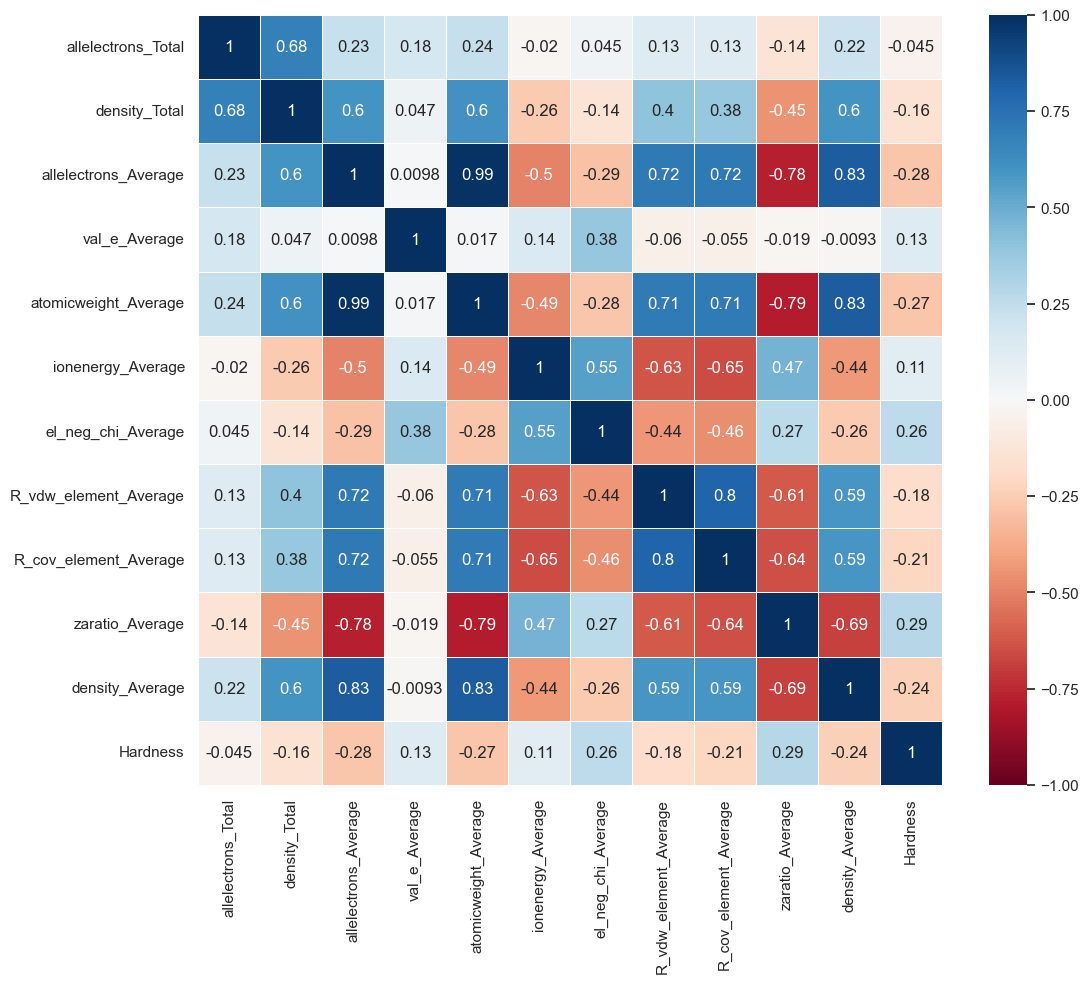 allelectrons_Total 1 0.68 0.23 0.18 0.24 -0.02 0.045 0.13 0.13 -0.14 0.22 -0.045
density_Total 0.68 1 0.6 0.047 0.6 -0.26 -0.14 0.4 0.38 -0.45 0.6 -0.16
allelectrons_Average 0.23 0.6 1 0.0098 0.99 -0.5 -0.29 0.72 0.72 -0.78 0.83 -0.28
val_e_Average 0.18 0.047 0.0098 1 0.017 0.14 0.38 -0.06 -0.055 -0.019 -0.0093 0.13
atomicweight_Average 0.24 0.6 0.99 0.017 1 -0.49 -0.28 0.71 0.71 -0.79 0.83 -0.27
ionenergy_Average -0.02 -0.26 -0.5 0.14 -0.49 1 0.55 -0.63 -0.65 0.47 -0.44 0.11
el_neg_chi_Average 0.045 -0.14 -0.29 0.38 -0.28 0.55 1 -0.44 -0.46 0.27 -0.26 0.26
R_vdw_element_Average 0.13 0.4 0.72 -0.06 0.71 -0.63 -0.44 1 0.8 -0.61 0.59 -0.18
R_cov_element_Average 0.13 0.38 0.72 -0.055 0.71 -0.65 -0.46 0.8 1 -0.64 0.59 -0.21
zaratio_Average -0.14 -0.45 -0.78 -0.019 -0.79 0.47 0.27 -0.61 -0.64 1 -0.69 0.29
density_Average 0.22 0.6 0.83 -0.0093 0.83 -0.44 -0.26 0.59 0.59 -0.69 1 -0.24
Hardness -0.045 -0.16 -0.28 0.13 -0.27 0.11 0.26 -0.18 -0.21 0.29 -0.24 1
allelectrons_Total
density_Total
allelectrons_Average
val_e_Average
atomicweight_Average
ionenergy_Average
el_neg_chi_Average
R_vdw_element_Average
R_cov_element_Average
zaratio_Average
density_Average
Hardness
1.00
0.75
0.50
0.25
0.00
−0.25
−0.50
−0.75
−1.00